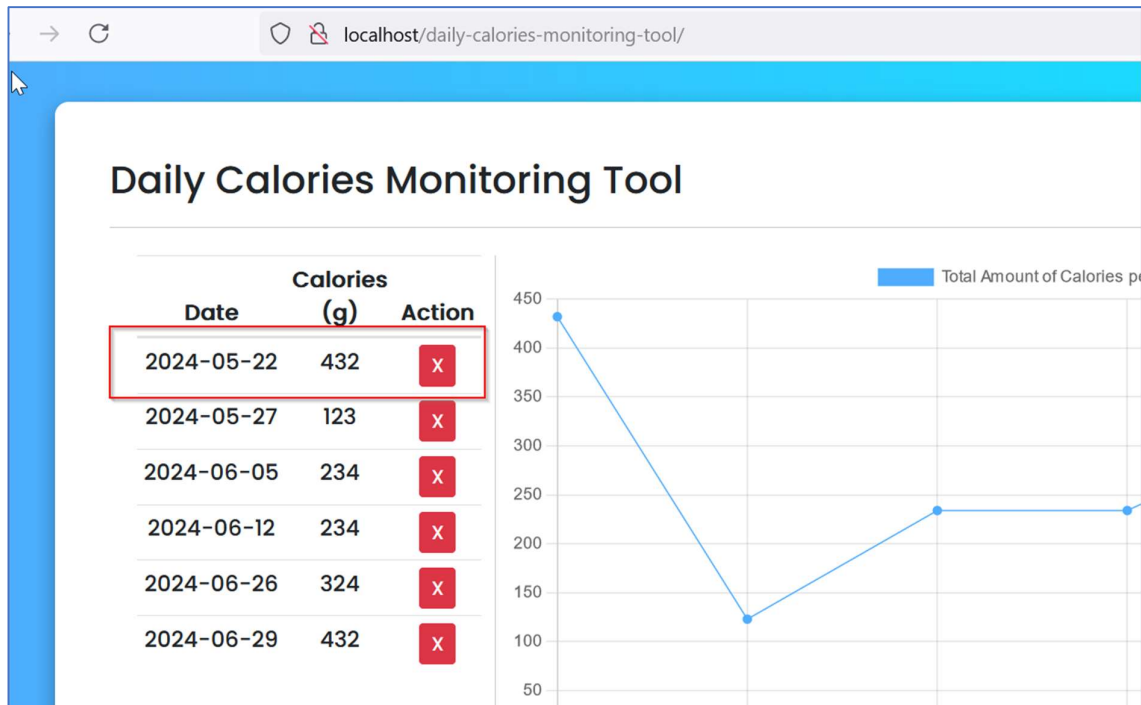 localhost/daily-calories-monitoring-tool/
Daily Calories Monitoring Tool
Calories
Date (g) Action
2024-05-22 432 X
2024-05-27 123 X
2024-06-05 234 X
2024-06-12 234 X
2024-06-26 324 X
2024-06-29 432 X
Total Amount of Calories pe
450
400
350
300
250
200
150
100
50